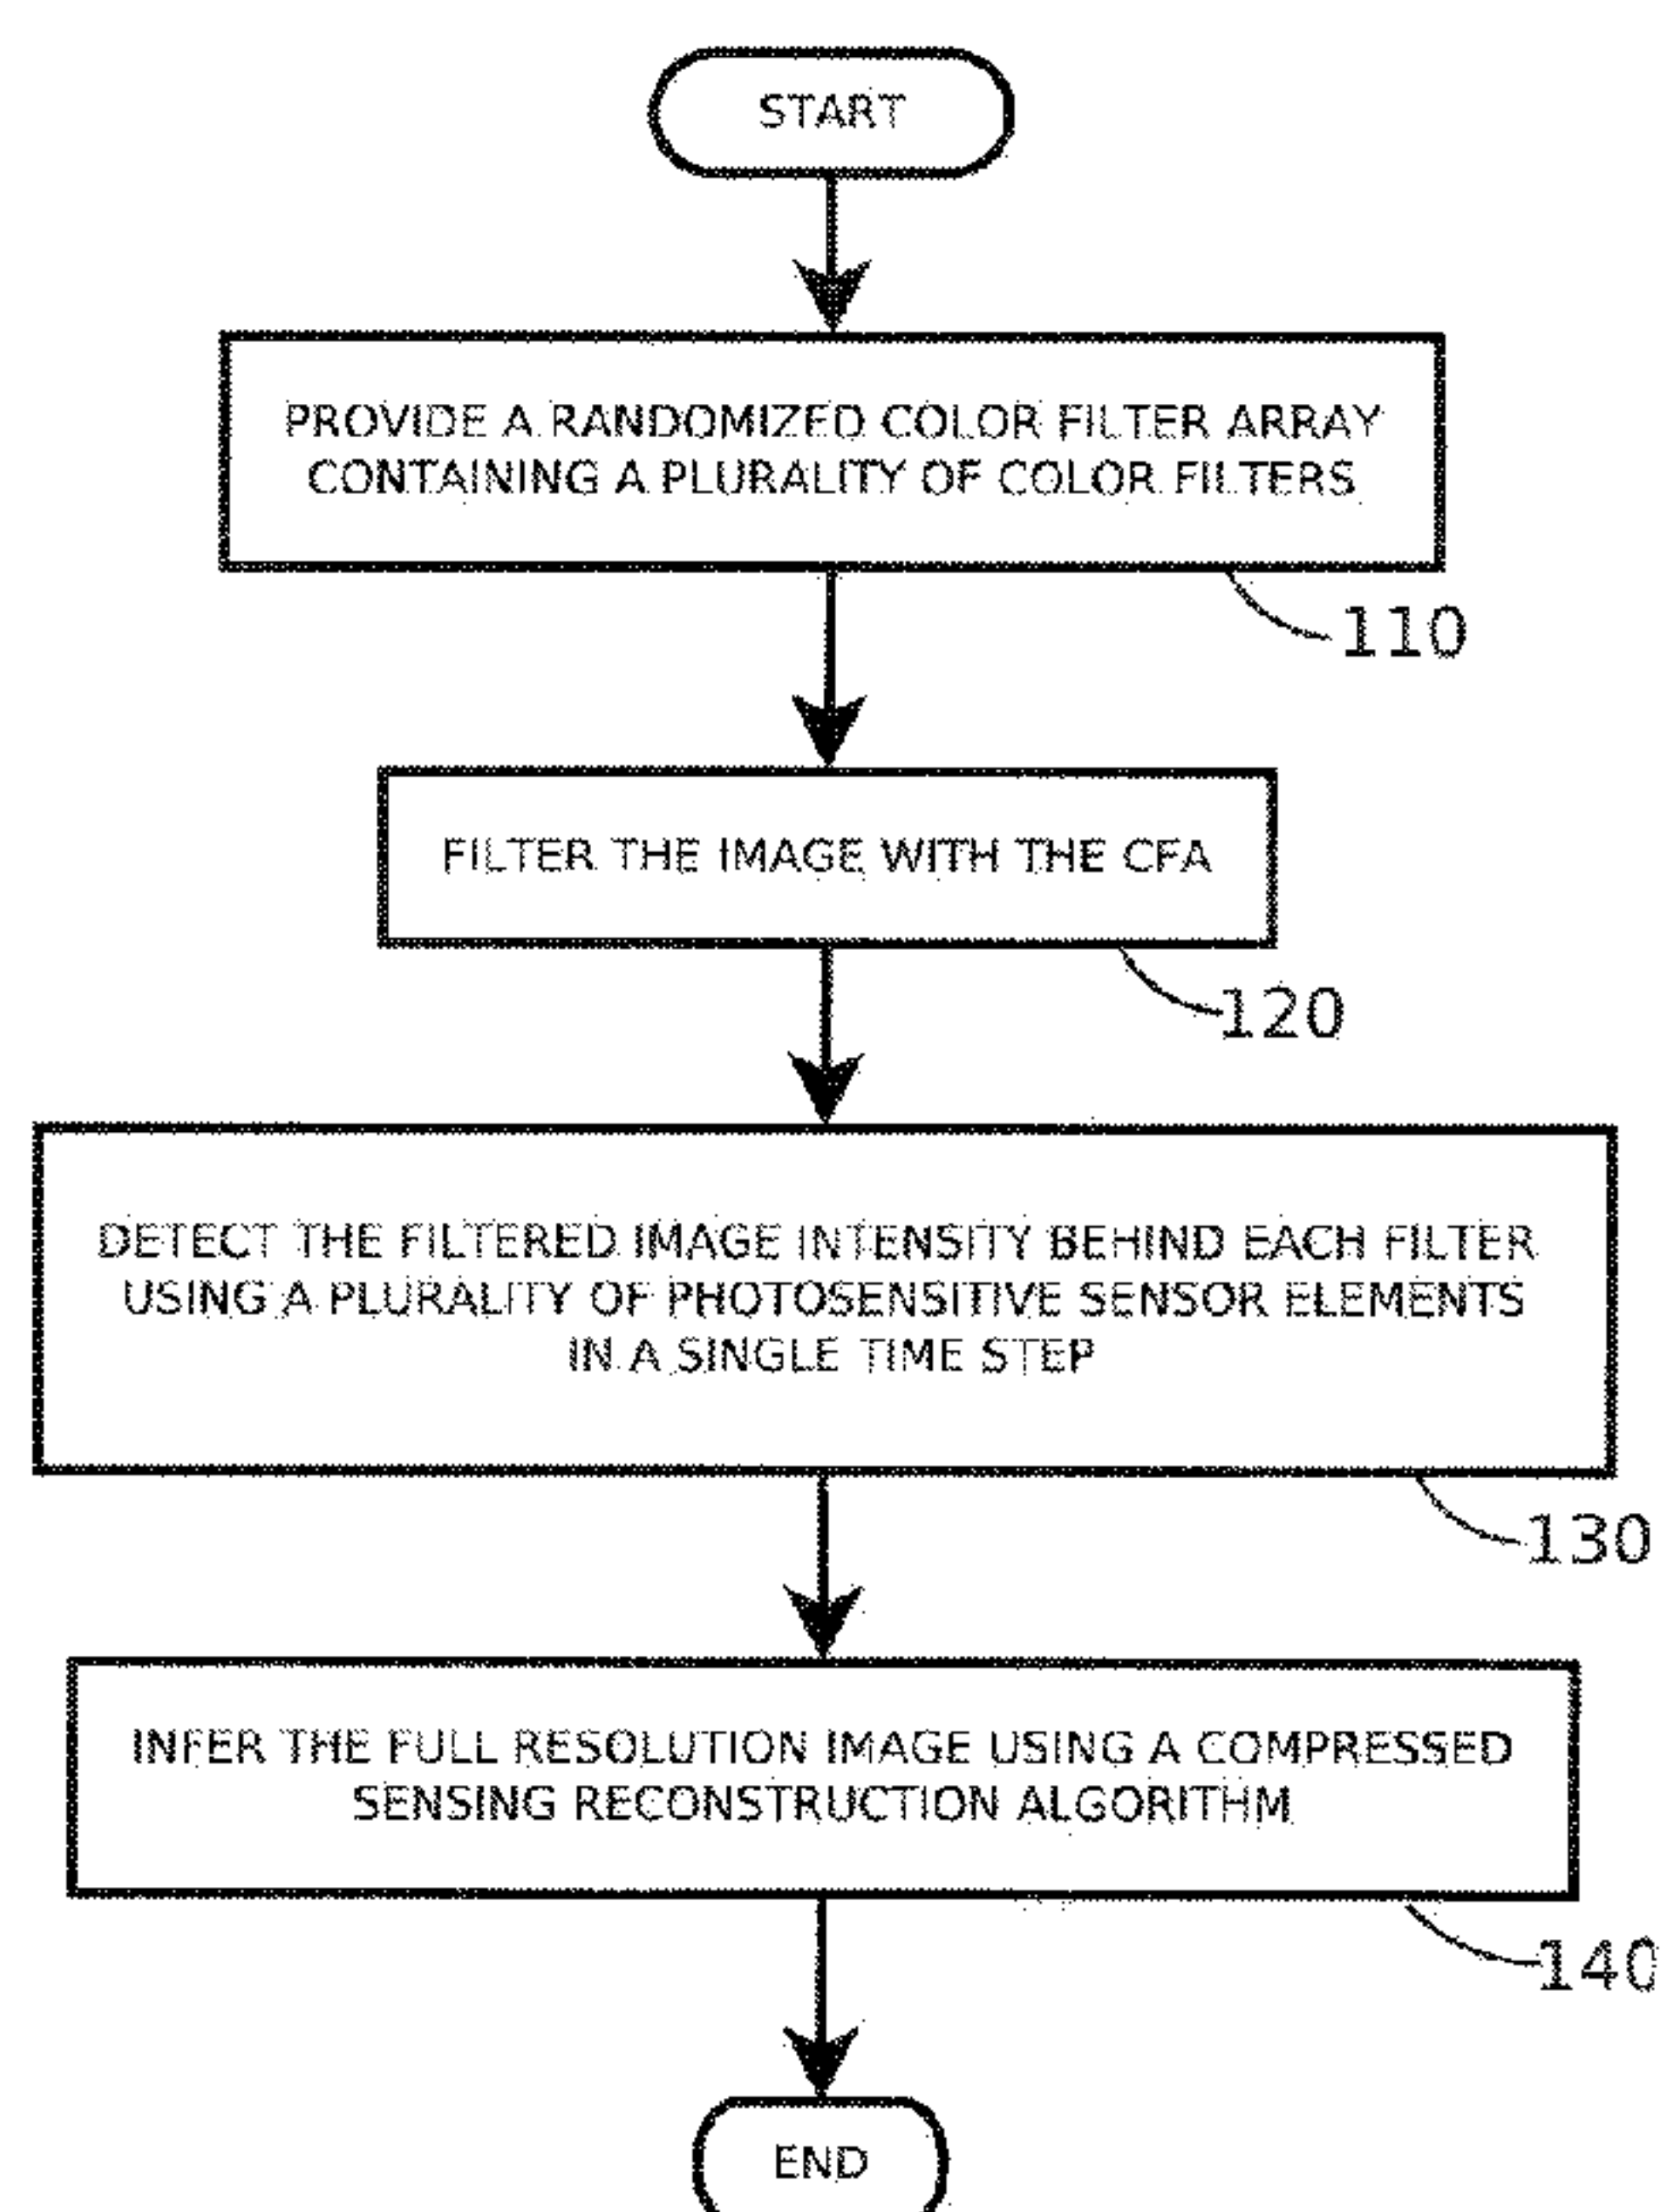 START
PROVIDE A RANDOMIZED COLOR FILTER ARRAY
CONTAINING A PLURALITY OF COLOR FILTERS
110
FILTER THE IMAGE WITH THE CFA
120
DETECT THE FILTERED IMAGE INTENSITY BEHIND EACH FILTER
USING A PLURALITY OF PHOTOSENSITIVE SENSOR ELEMENTS
IN A SINGLE TIME STEP
130
INFER THE FULL RESOLUTION IMAGE USING A COMPRESSED
SENSING RECONSTRUCTION ALGORITHM
140
END